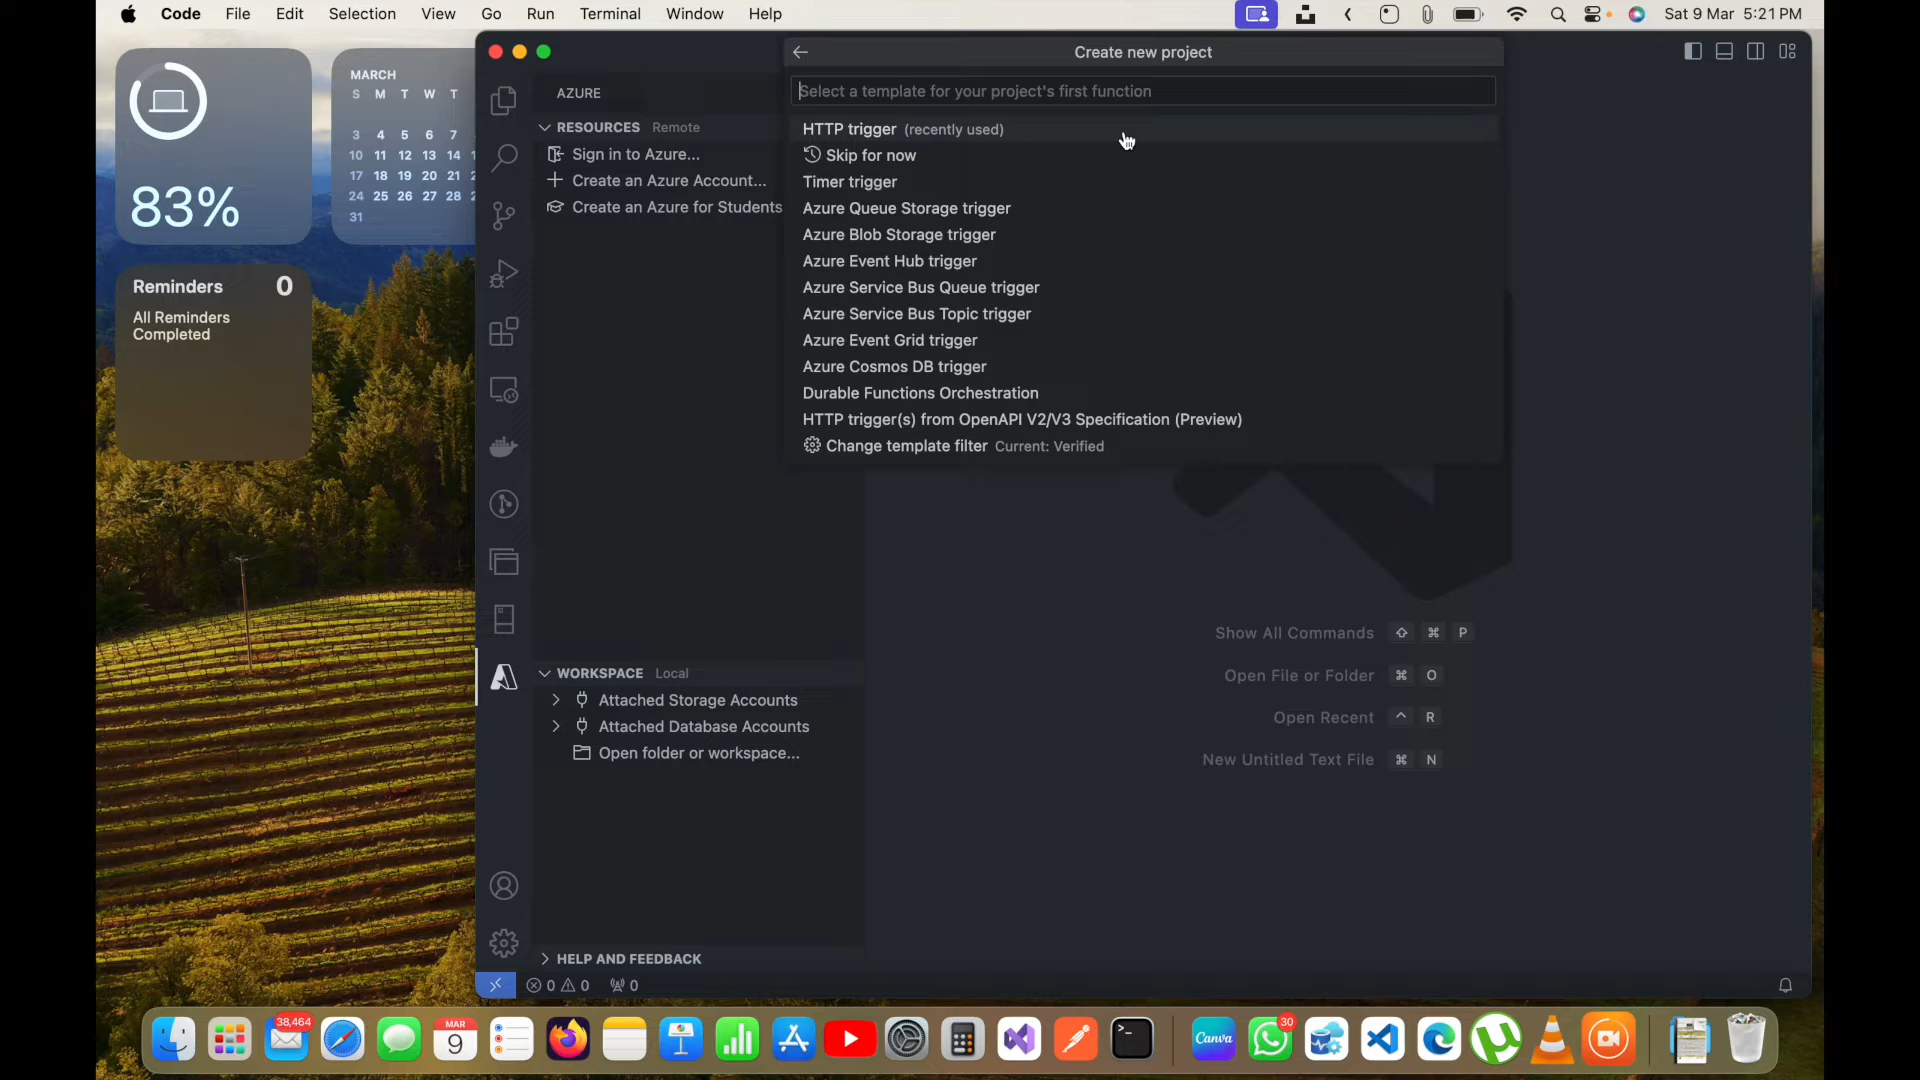 Code File Edit Selection View Go Run Terminal Window Help
Sat 9 Mar 5:21 PM
83%
MARCH
S M T W T
3 4 5 6 7
10 11 12 13 14
17 18 19 20 21
24 25 26 27 28
31
Reminders 0
All Reminders
Completed
Create new project
Select a template for your project's first function
HTTP trigger (recently used)
Skip for now
Timer trigger
Azure Queue Storage trigger
Azure Blob Storage trigger
Azure Event Hub trigger
Azure Service Bus Queue trigger
Azure Service Bus Topic trigger
Azure Event Grid trigger
Azure Cosmos DB trigger
Durable Functions Orchestration
HTTP trigger(s) from OpenAPI V2/V3 Specification (Preview)
Change template filter Current: Verified
AZURE
RESOURCES Remote
Sign in to Azure...
Create an Azure Account...
Create an Azure for Students
WORKSPACE Local
Attached Storage Accounts
Attached Database Accounts
Open folder or workspace...
HELP AND FEEDBACK
Show All Commands ⇧ ⌘ P
Open File or Folder ⌘ O
Open Recent ^ R
New Untitled Text File ⌘ N
0 0 0
38,464
MAR
9
Canva
30